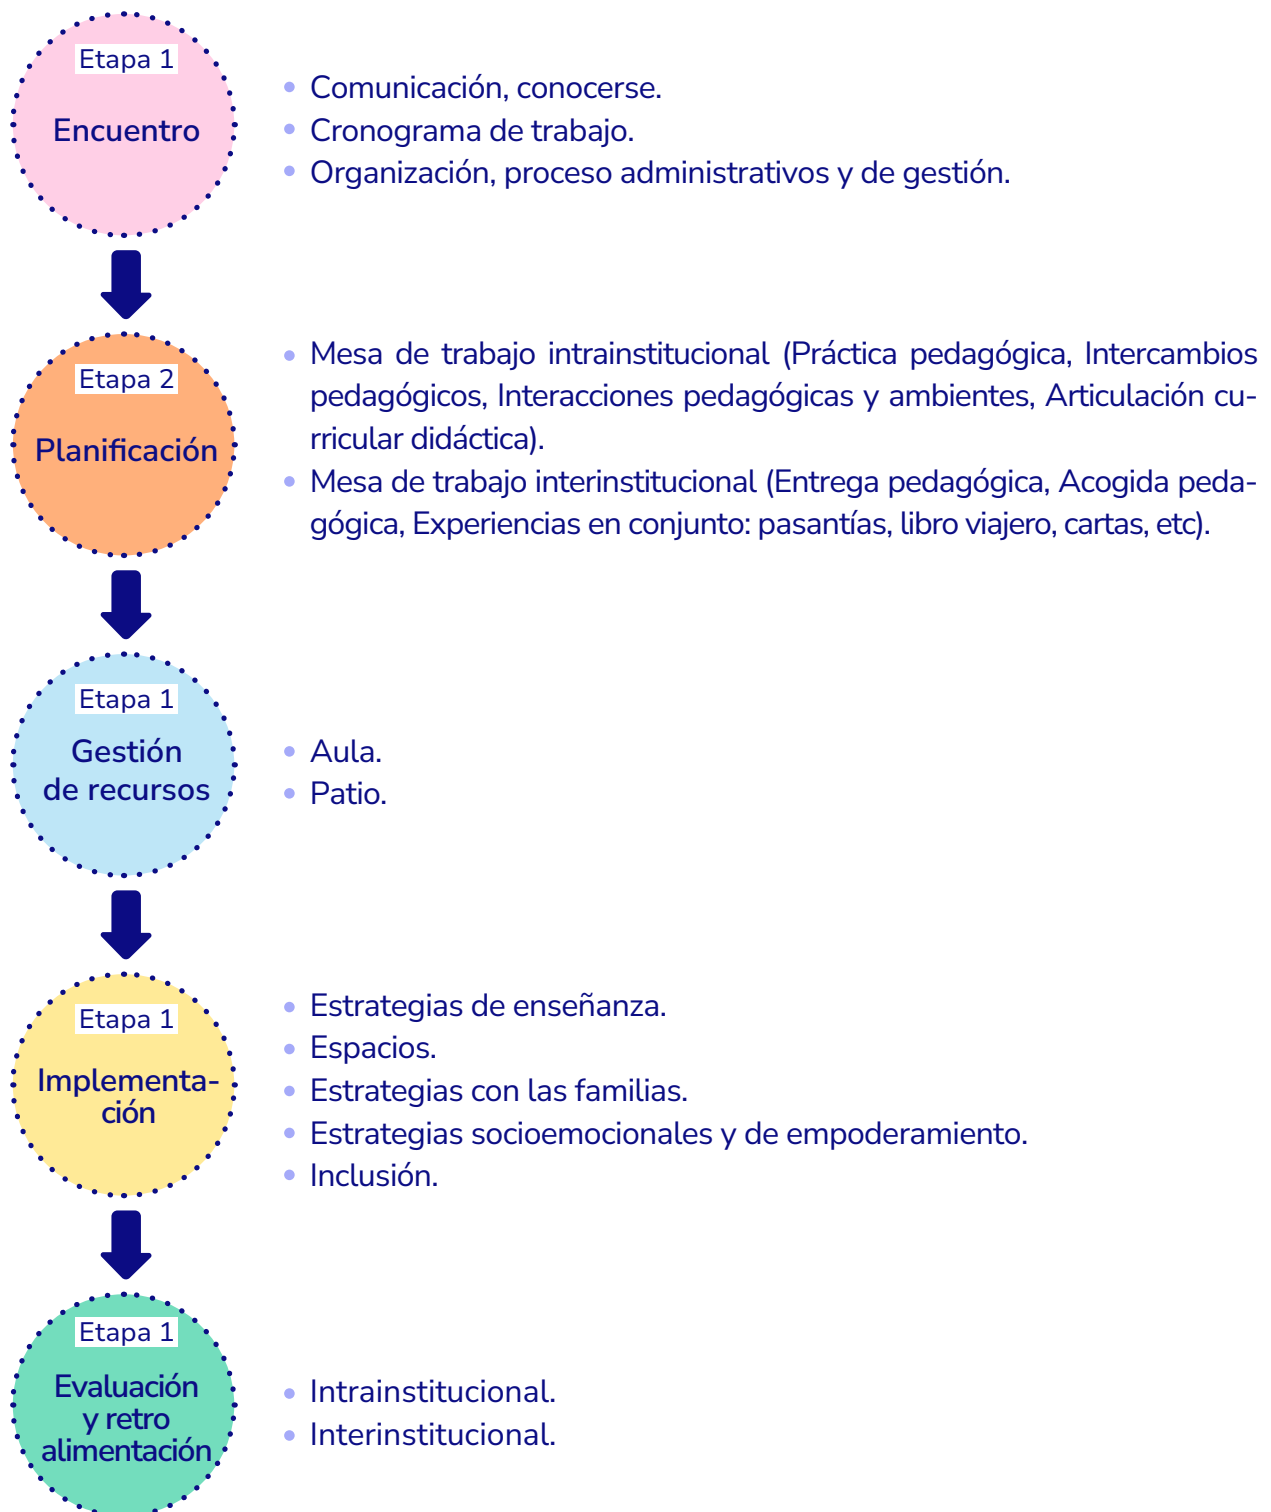 Etapa 1
Encuentro
• Comunicación, conocerse.
• Cronograma de trabajo.
• Organización, proceso administrativos y de gestión.
Etapa 2
Planificación
• Mesa de trabajo intrainstitucional (Práctica pedagógica, Intercambios
pedagógicos, Interacciones pedagógicas y ambientes, Articulación cu-
rricular didáctica).
• Mesa de trabajo interinstitucional (Entrega pedagógica, Acogida peda-
gógica, Experiencias en conjunto: pasantías, libro viajero, cartas, etc).
Etapa 1
Gestión
de recursos
• Aula.
• Patio.
Etapa 1
Implementa-
ción
• Estrategias de enseñanza.
• Espacios.
• Estrategias con las familias.
• Estrategias socioemocionales y de empoderamiento.
• Inclusión.
Etapa 1
Evaluación
y retro
alimentación
• Intrainstitucional.
• Interinstitucional.